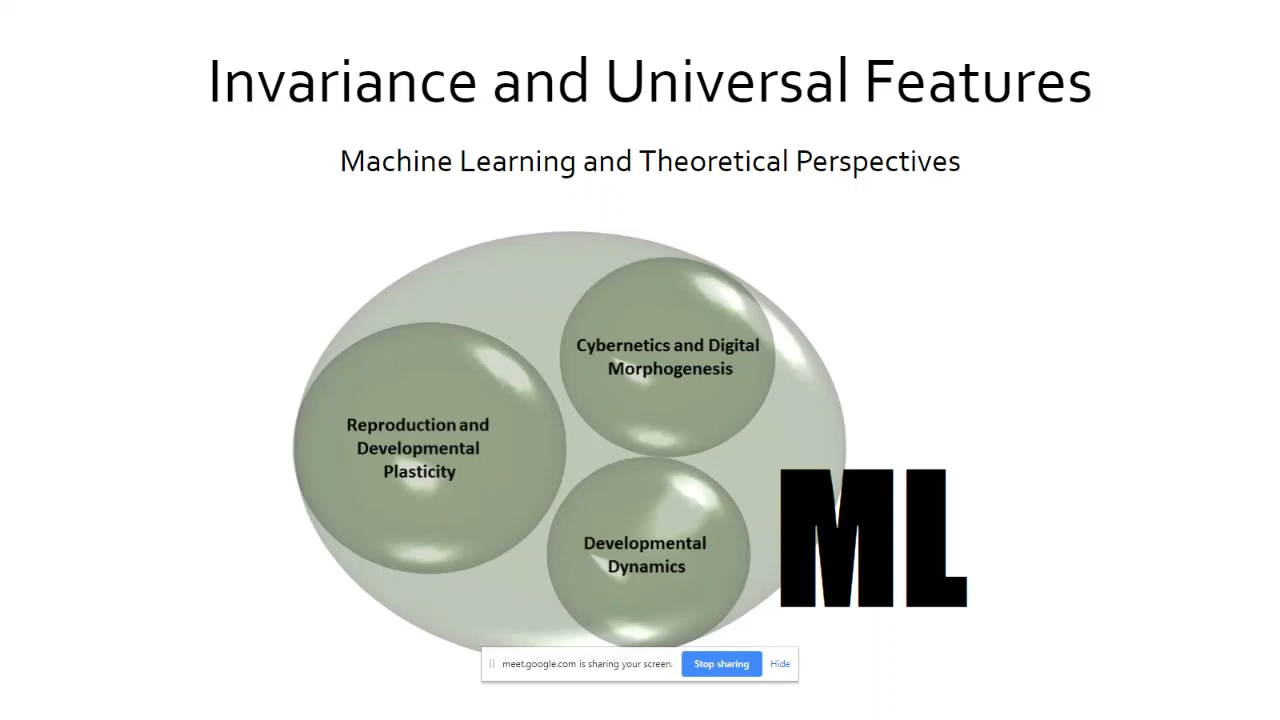 Invariance and Universal Features
Machine Learning and Theoretical Perspectives
Cybernetics and Digital
Morphogenesis
Reproduction and
Developmental
Plasticity
Developmental
Dynamics
ML
meet.google.com is sharing your screen.
Stop sharing
Hide